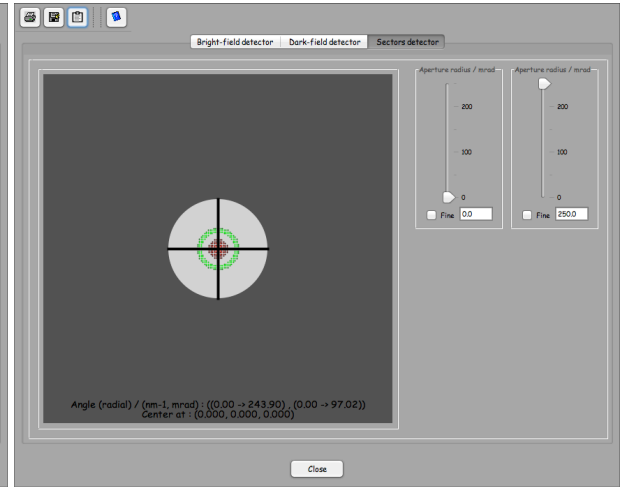 Bright-field detector Dark-field detector Sectors detector
Aperture radius / mrad Aperture radius / mrad
200 200
100 100
0 0
Fine 0.0 Fine 250.0
Angle (radial) / (nm-1, mrad) : ((0.00 -> 243.90) , (0.00 -> 97.02))
Center at : (0.000, 0.000, 0.000)
Close